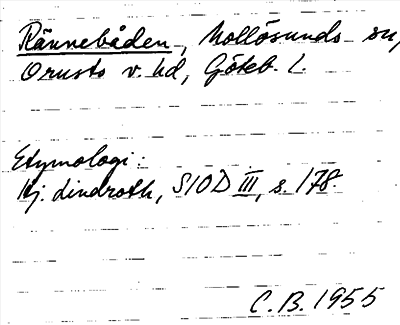 Rännebåden, Mollösunds sn,
Orusts v. hd, Göteb. l.
Etymologi:
Hj. Lindroth, SIOD III, s. 178.
C. B. 1955